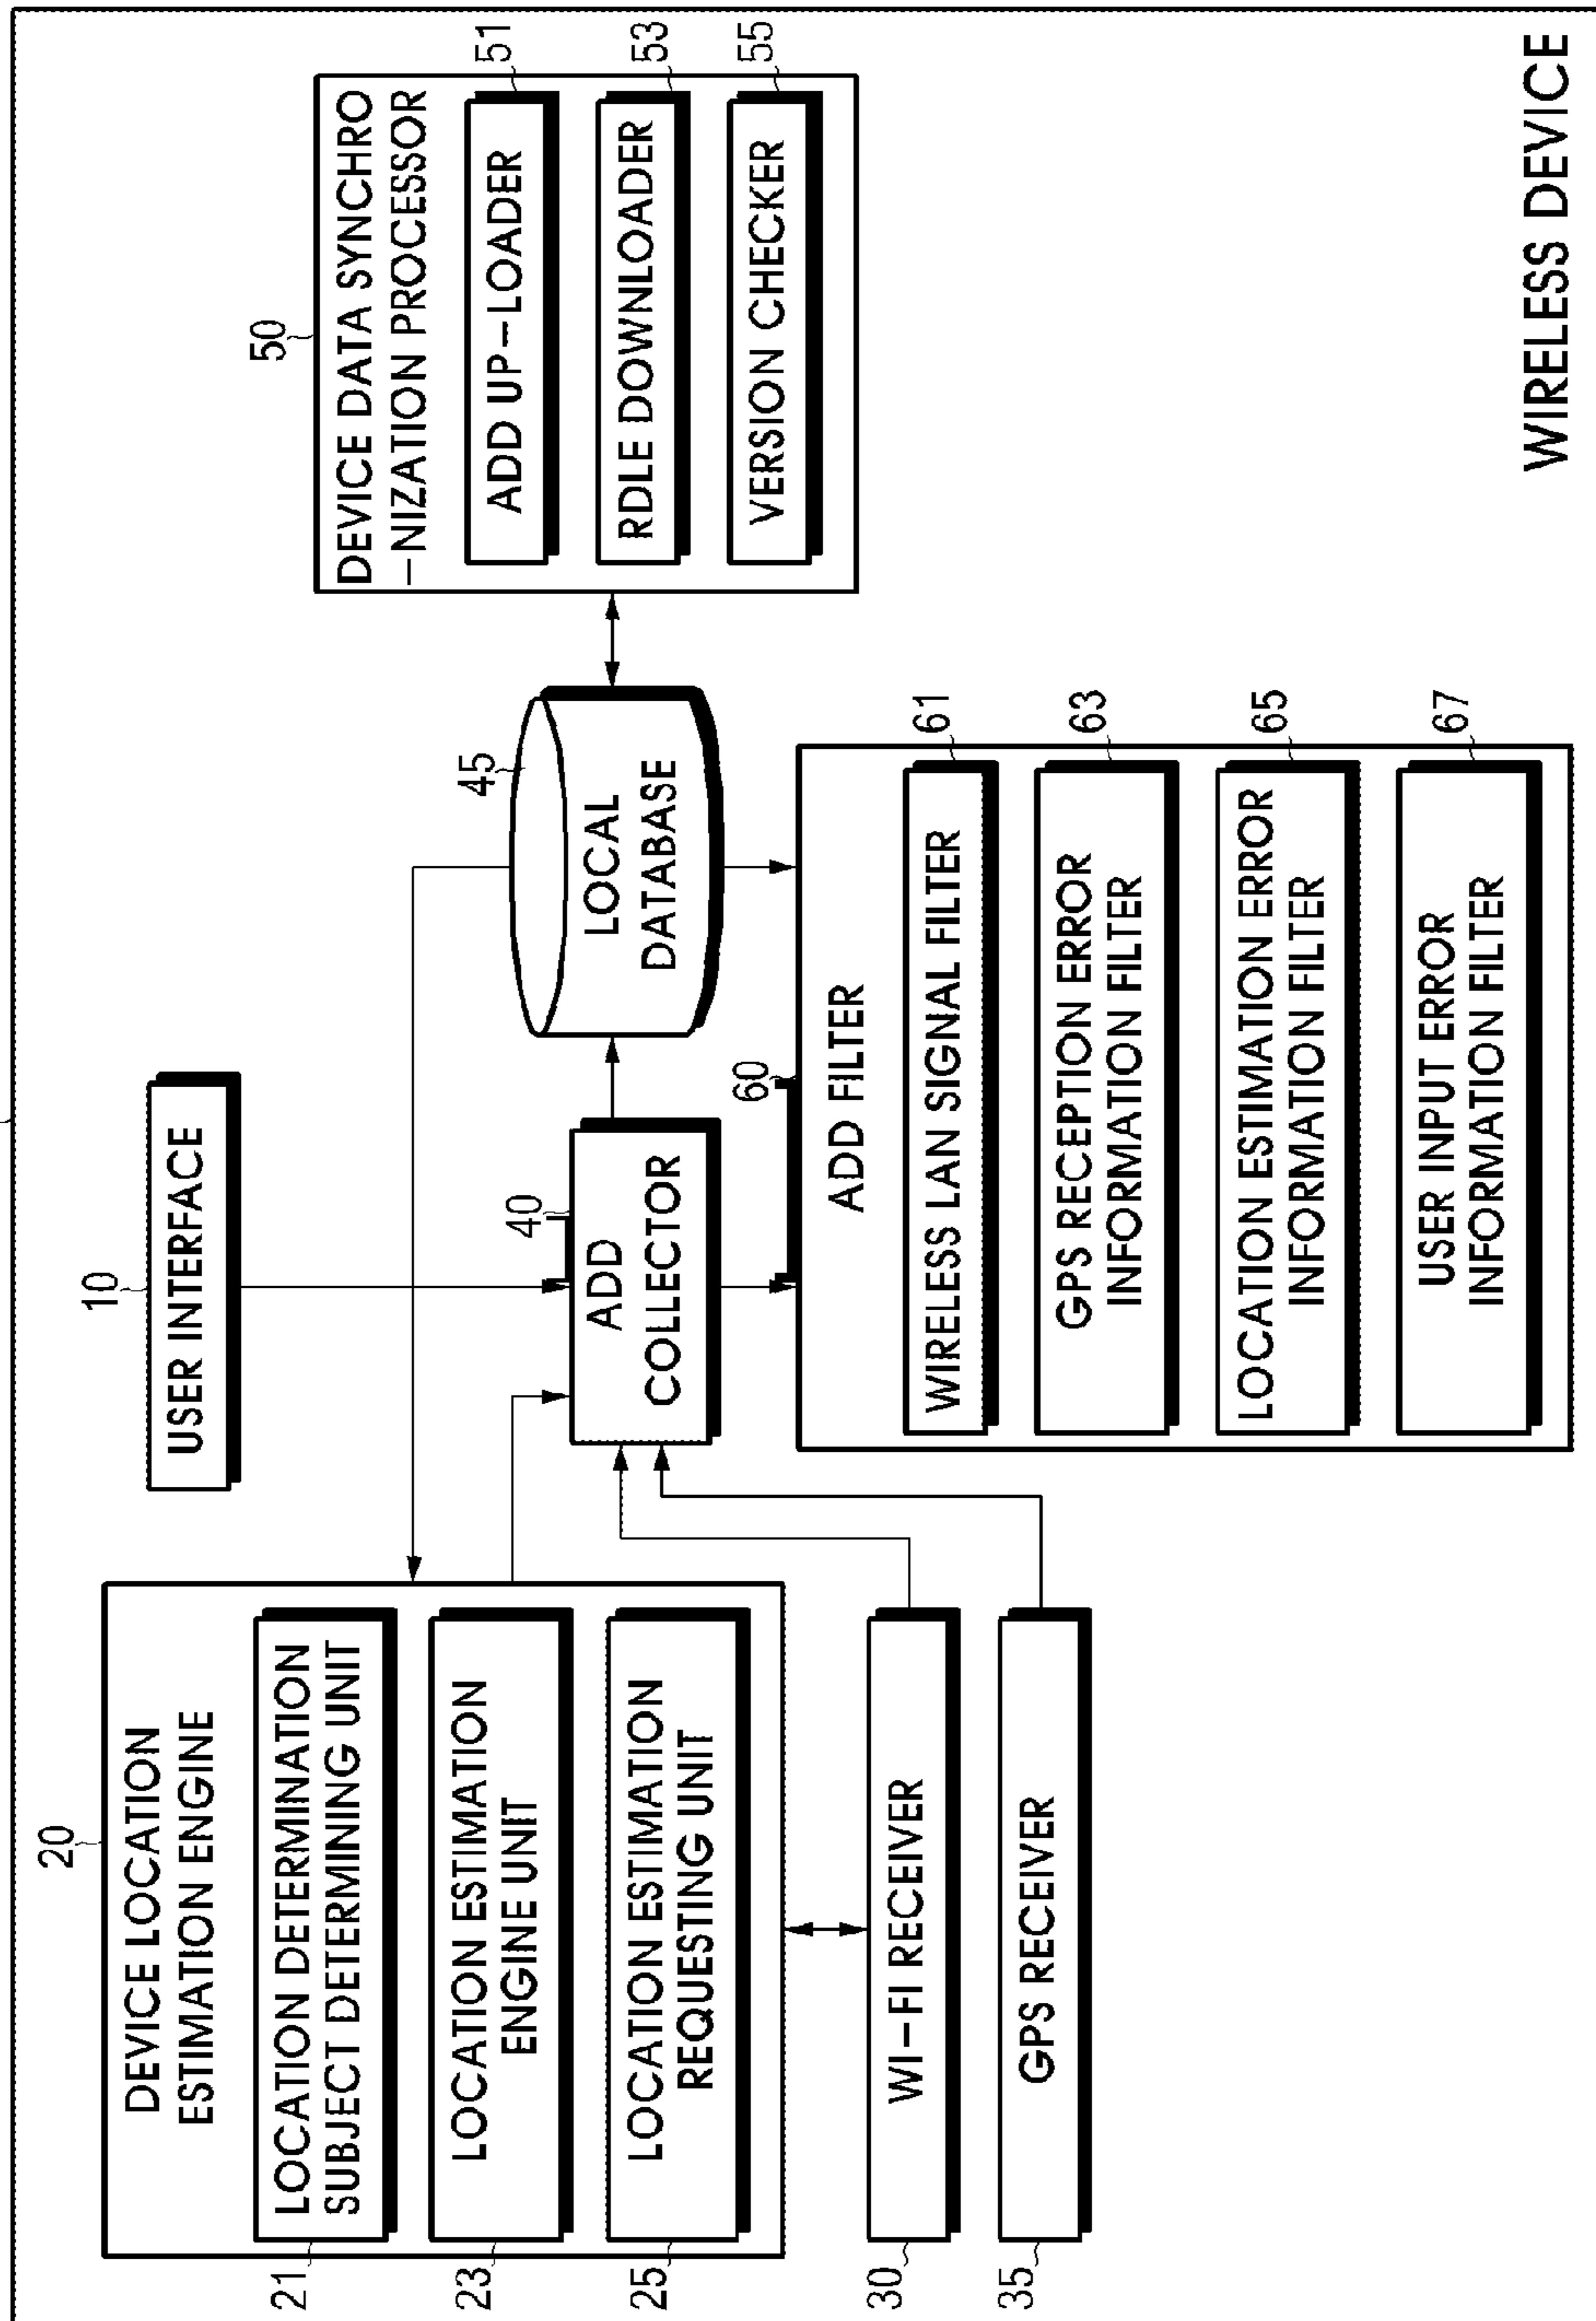 10
USER INTERFACE
20
DEVICE LOCATION
ESTIMATION ENGINE
21
LOCATION DETERMINATION
SUBJECT DETERMINING UNIT
23
LOCATION ESTIMATION
ENGINE UNIT
25
LOCATION ESTIMATION
REQUESTING UNIT
30
WI-FI RECEIVER
35
GPS RECEIVER
40
ADD
COLLECTOR
45
LOCAL
DATABASE
50
DEVICE DATA SYNCHRO
-NIZATION PROCESSOR
ADD UP-LOADER
51
RDLE DOWNLOADER
53
VERSION CHECKER
55
60
ADD FILTER
WIRELESS LAN SIGNAL FILTER
61
GPS RECEPTION ERROR
INFORMATION FILTER
63
LOCATION ESTIMATION ERROR
INFORMATION FILTER
65
USER INPUT ERROR
INFORMATION FILTER
67
WIRELESS DEVICE